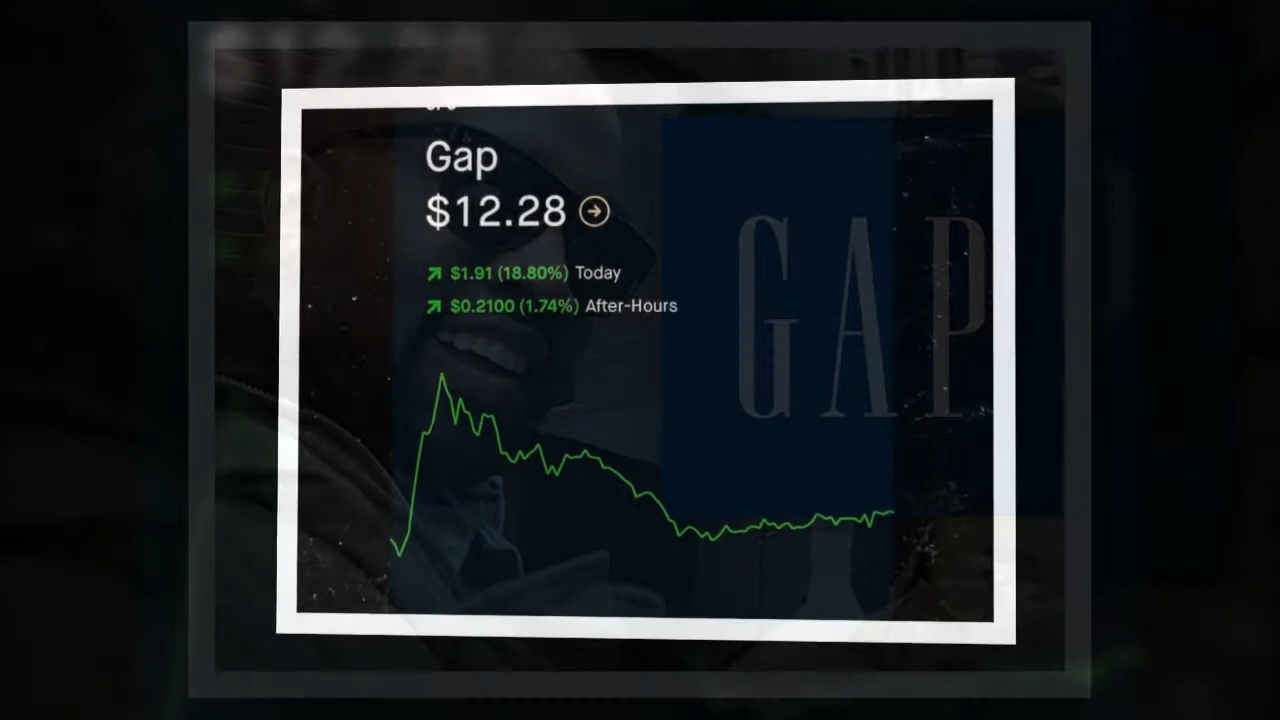 Gap
$12.28
$1.91 (18.80%) Today
$0.2100 (1.74%) After-Hours
GAP